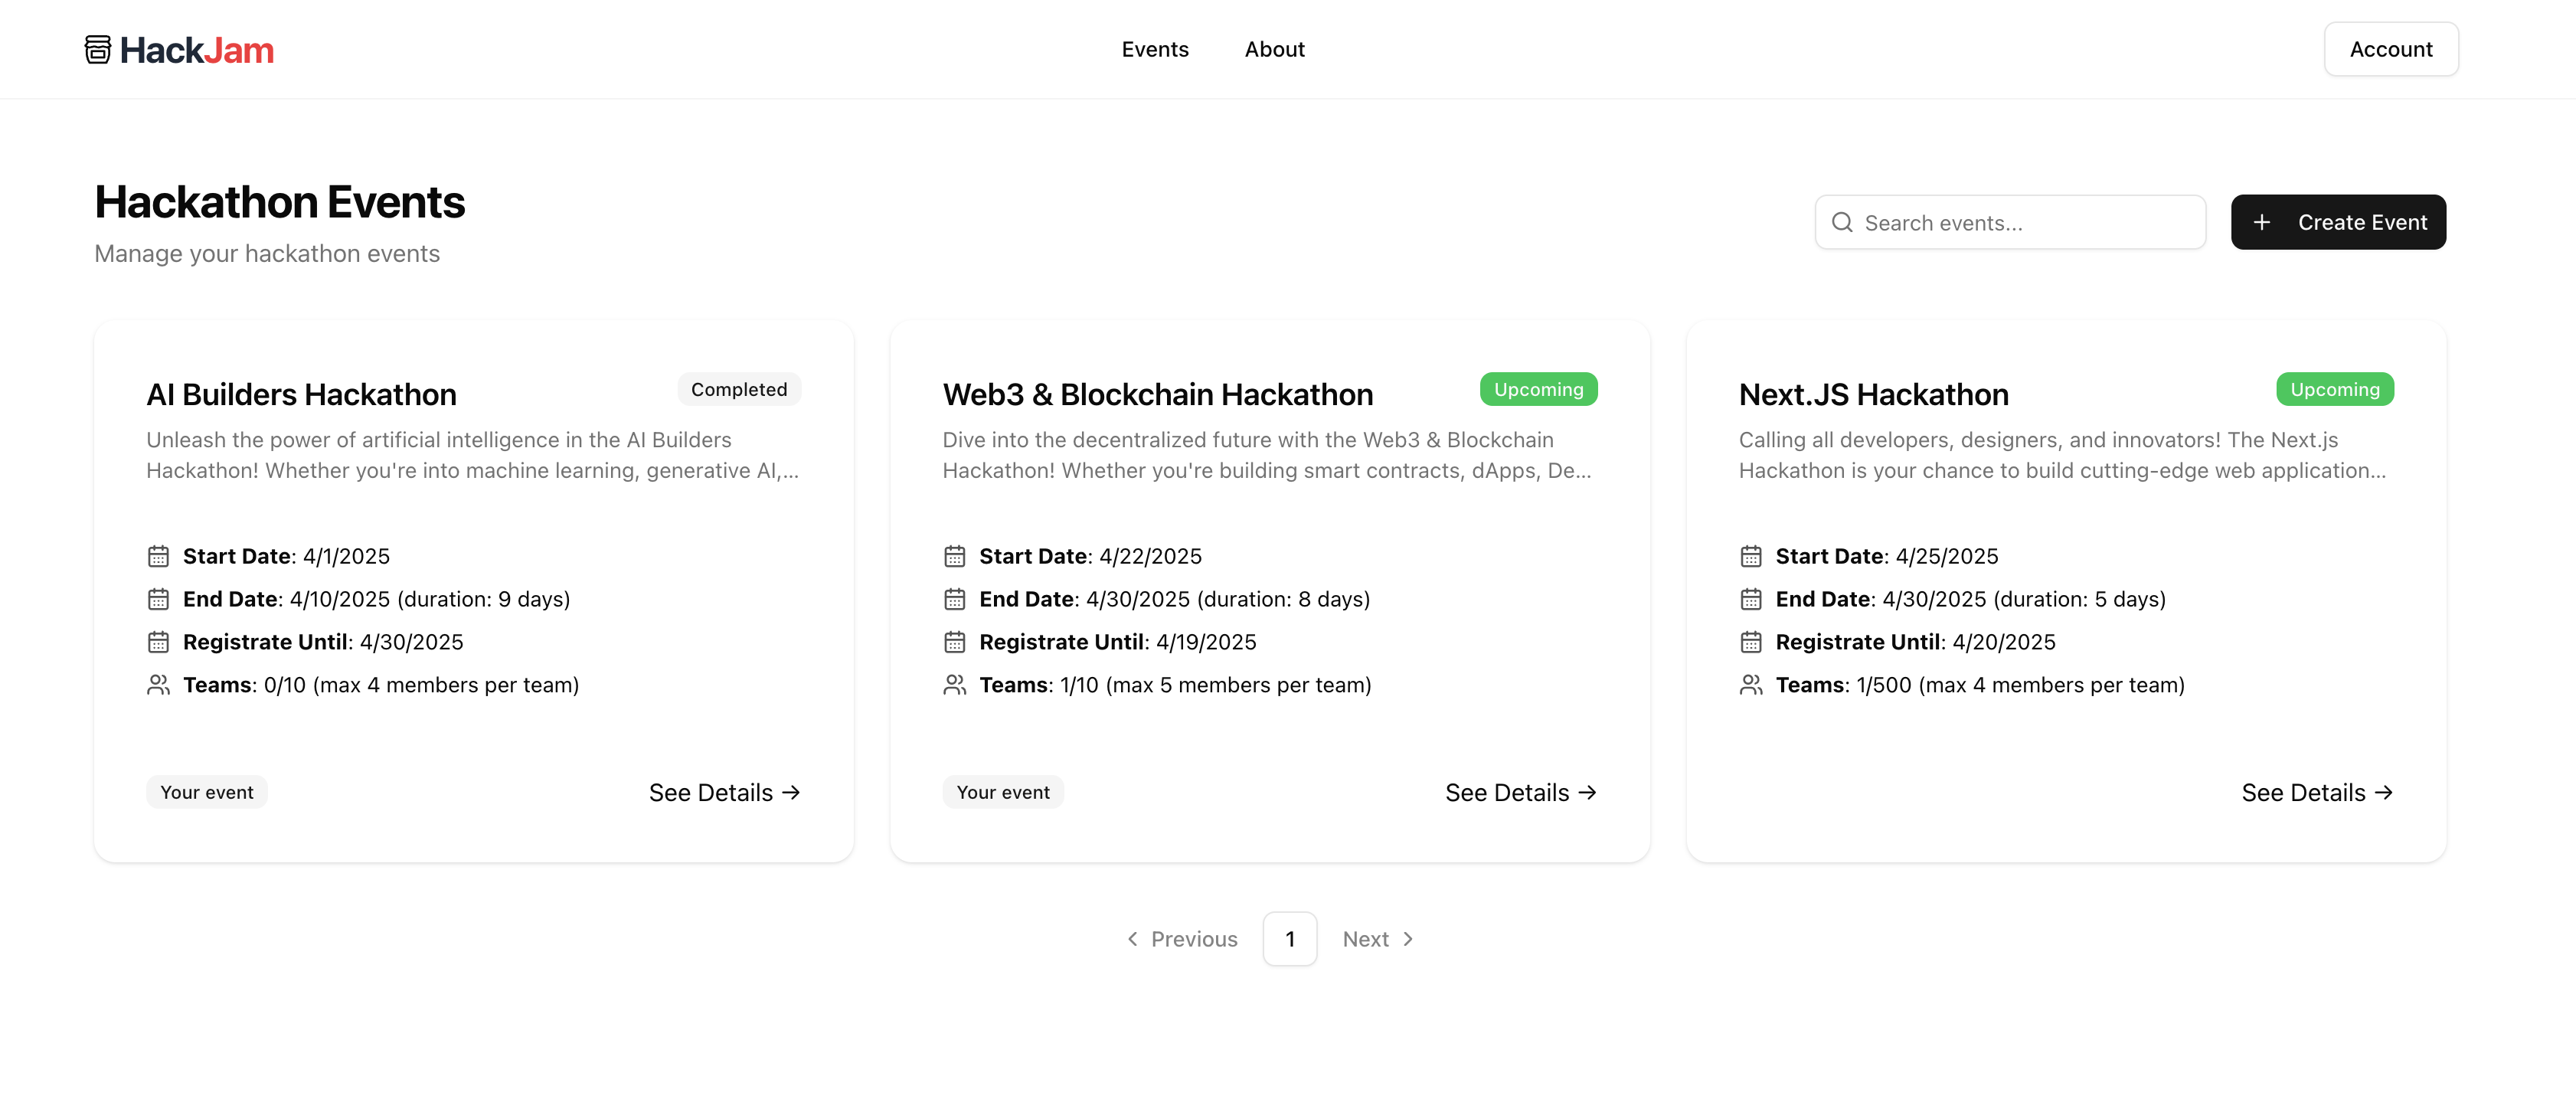 HackJam
Events
About
Account
Hackathon Events
Manage your hackathon events
Search events...
Create Event
AI Builders Hackathon
Completed
Unleash the power of artificial intelligence in the AI Builders
Hackathon! Whether you're into machine learning, generative AI,...
Start Date: 4/1/2025
End Date: 4/10/2025 (duration: 9 days)
Registrate Until: 4/30/2025
Teams: 0/10 (max 4 members per team)
Your event
See Details
Web3 & Blockchain Hackathon
Upcoming
Dive into the decentralized future with the Web3 & Blockchain
Hackathon! Whether you're building smart contracts, dApps, De...
Start Date: 4/22/2025
End Date: 4/30/2025 (duration: 8 days)
Registrate Until: 4/19/2025
Teams: 1/10 (max 5 members per team)
Your event
See Details
Next.JS Hackathon
Upcoming
Calling all developers, designers, and innovators! The Next.js
Hackathon is your chance to build cutting-edge web application...
Start Date: 4/25/2025
End Date: 4/30/2025 (duration: 5 days)
Registrate Until: 4/20/2025
Teams: 1/500 (max 4 members per team)
See Details
Previous
1
Next